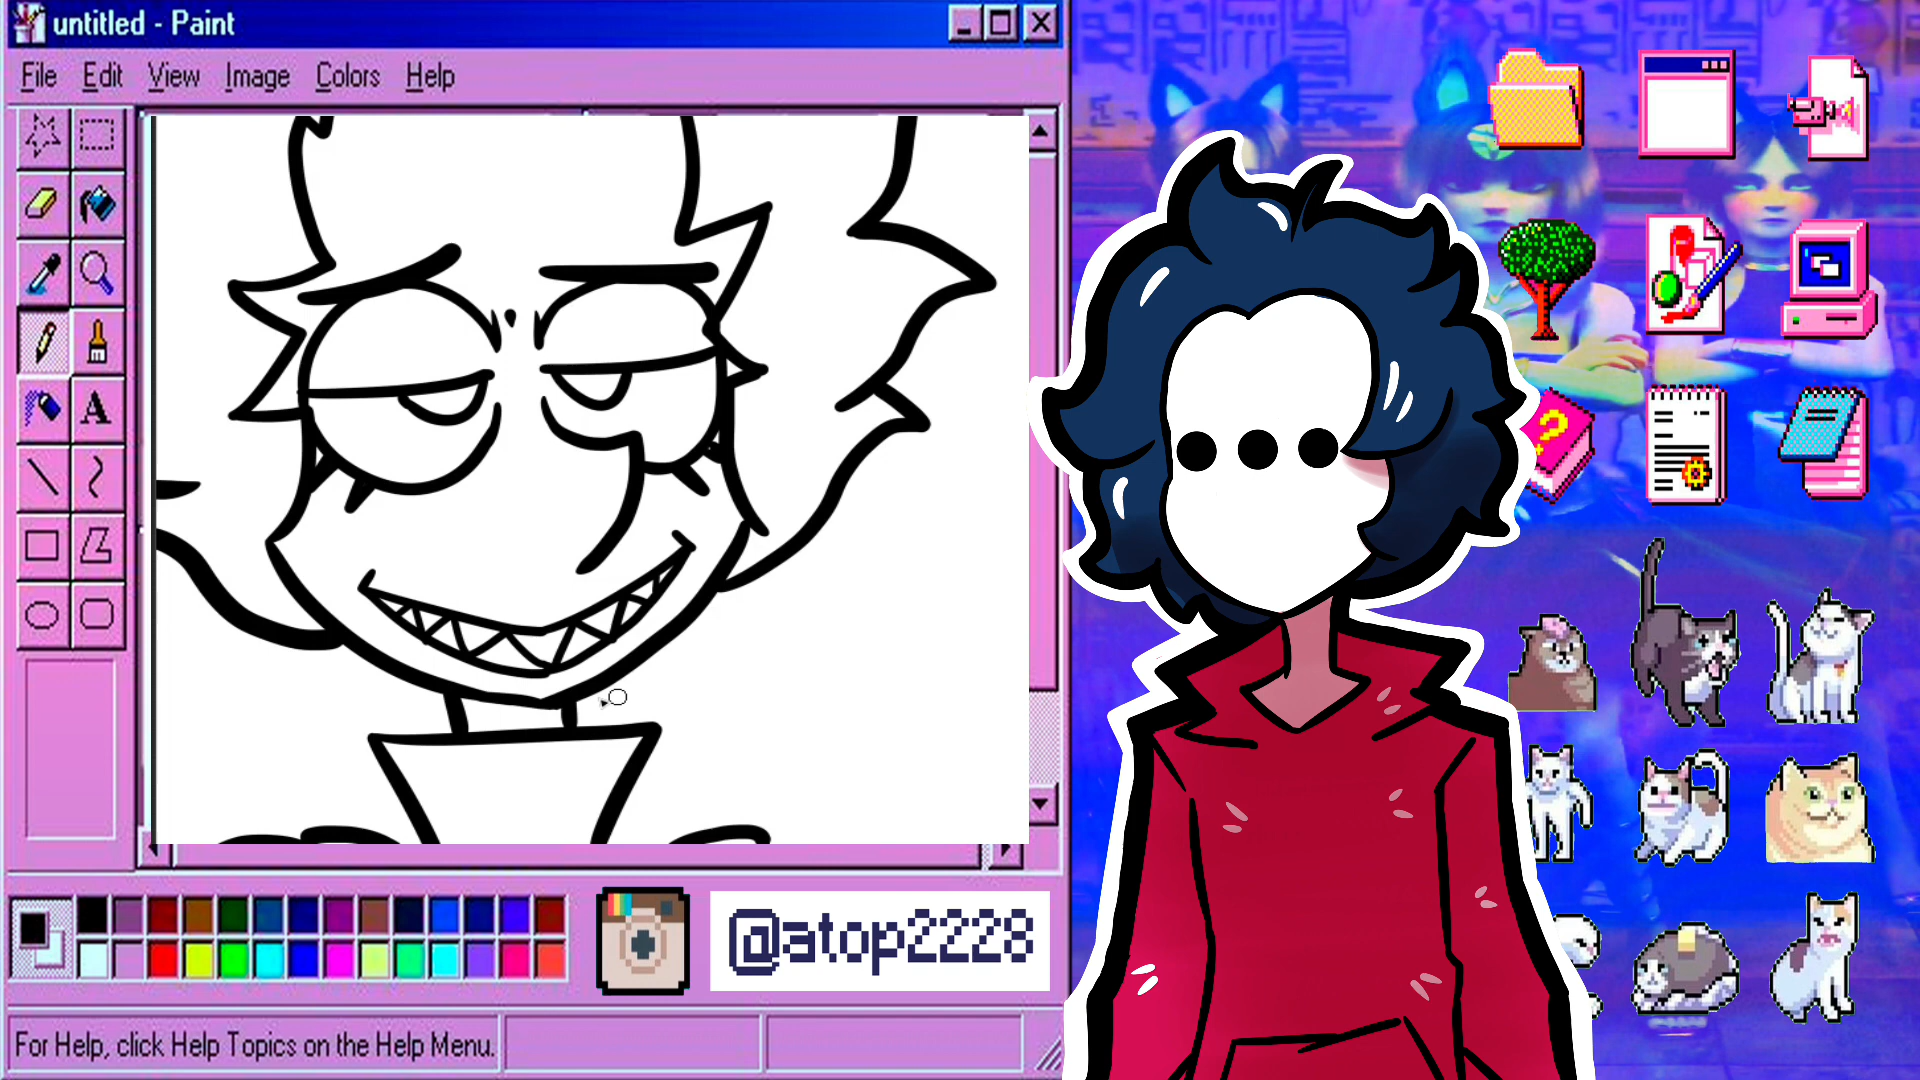 untitled - Paint
File Edit View Image Colors Help
A
?
@atop2228
For Help, click Help Topics on the Help Menu.